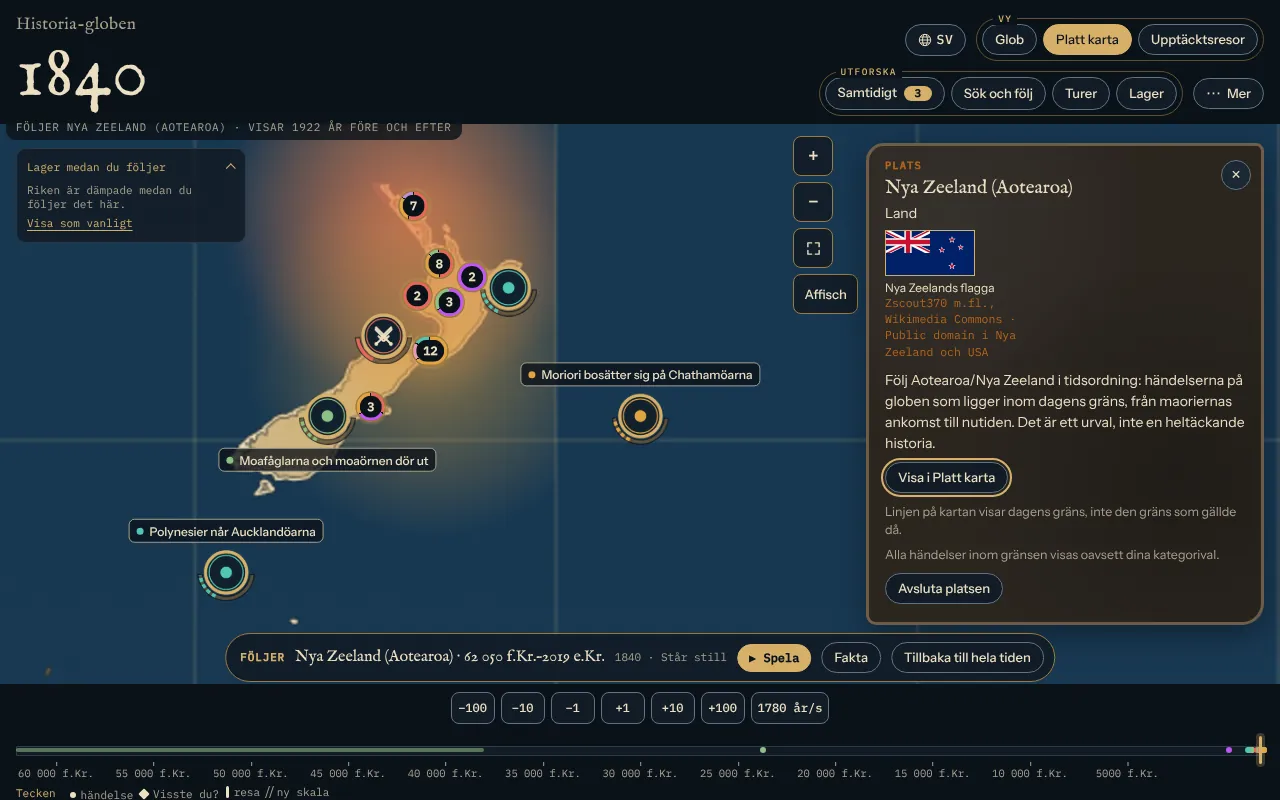 Historia-globen
1840
SV
VY
Glob
Platt karta
Upptäcktsresor
UTFORSKA
Samtidigt 3
Sök och följ
Turer
Lager
··· Mer
FÖLJER NYA ZEELAND (AOTEAROA) · VISAR 1922 ÅR FÖRE OCH EFTER
Lager medan du följer
Riken är dämpade medan du
följer det här.
Visa som vanligt
7
8
2
2
3
12
3
Moriori bosätter sig på Chathamöarna
Moafåglarna och moaörnen dör ut
Polynesier når Aucklandöarna
+
−
Affisch
PLATS
Nya Zeeland (Aotearoa)
Land
×
Nya Zeelands flagga
Zscout370 m.fl.,
Wikimedia Commons ·
Public domain i Nya
Zeeland och USA
Följ Aotearoa/Nya Zeeland i tidsordning: händelserna på
globen som ligger inom dagens gräns, från maoriernas
ankomst till nutiden. Det är ett urval, inte en heltäckande
historia.
Visa i Platt karta
Linjen på kartan visar dagens gräns, inte den gräns som gällde
då.
Alla händelser inom gränsen visas oavsett dina kategorival.
Avsluta platsen
FÖLJER Nya Zeeland (Aotearoa) · 62 050 f.Kr.–2019 e.Kr. 1840 · Står still ▶ Spela Fakta Tillbaka till hela tiden
−100 −10 −1 +1 +10 +100 1780 år/s
60 000 f.Kr. 55 000 f.Kr. 50 000 f.Kr. 45 000 f.Kr. 40 000 f.Kr. 35 000 f.Kr. 30 000 f.Kr. 25 000 f.Kr. 20 000 f.Kr. 15 000 f.Kr. 10 000 f.Kr. 5000 f.Kr.
Tecken händelse Visste du? resa // ny skala